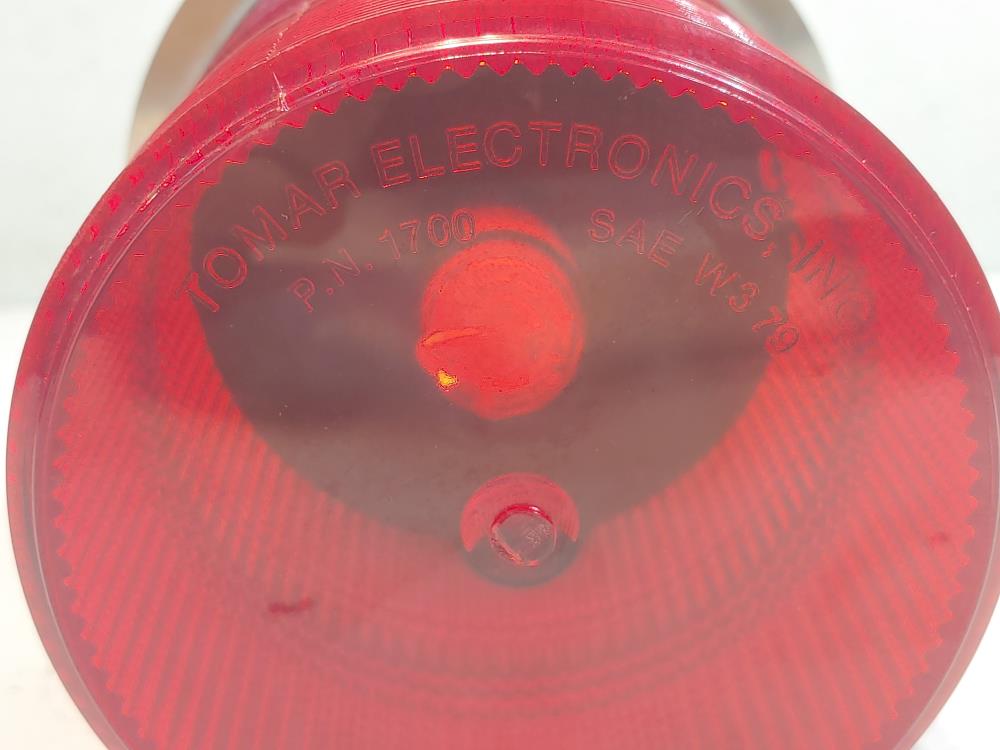 TOMAR ELECTRONICS, INC
P.N. 1700 SAE W3 79